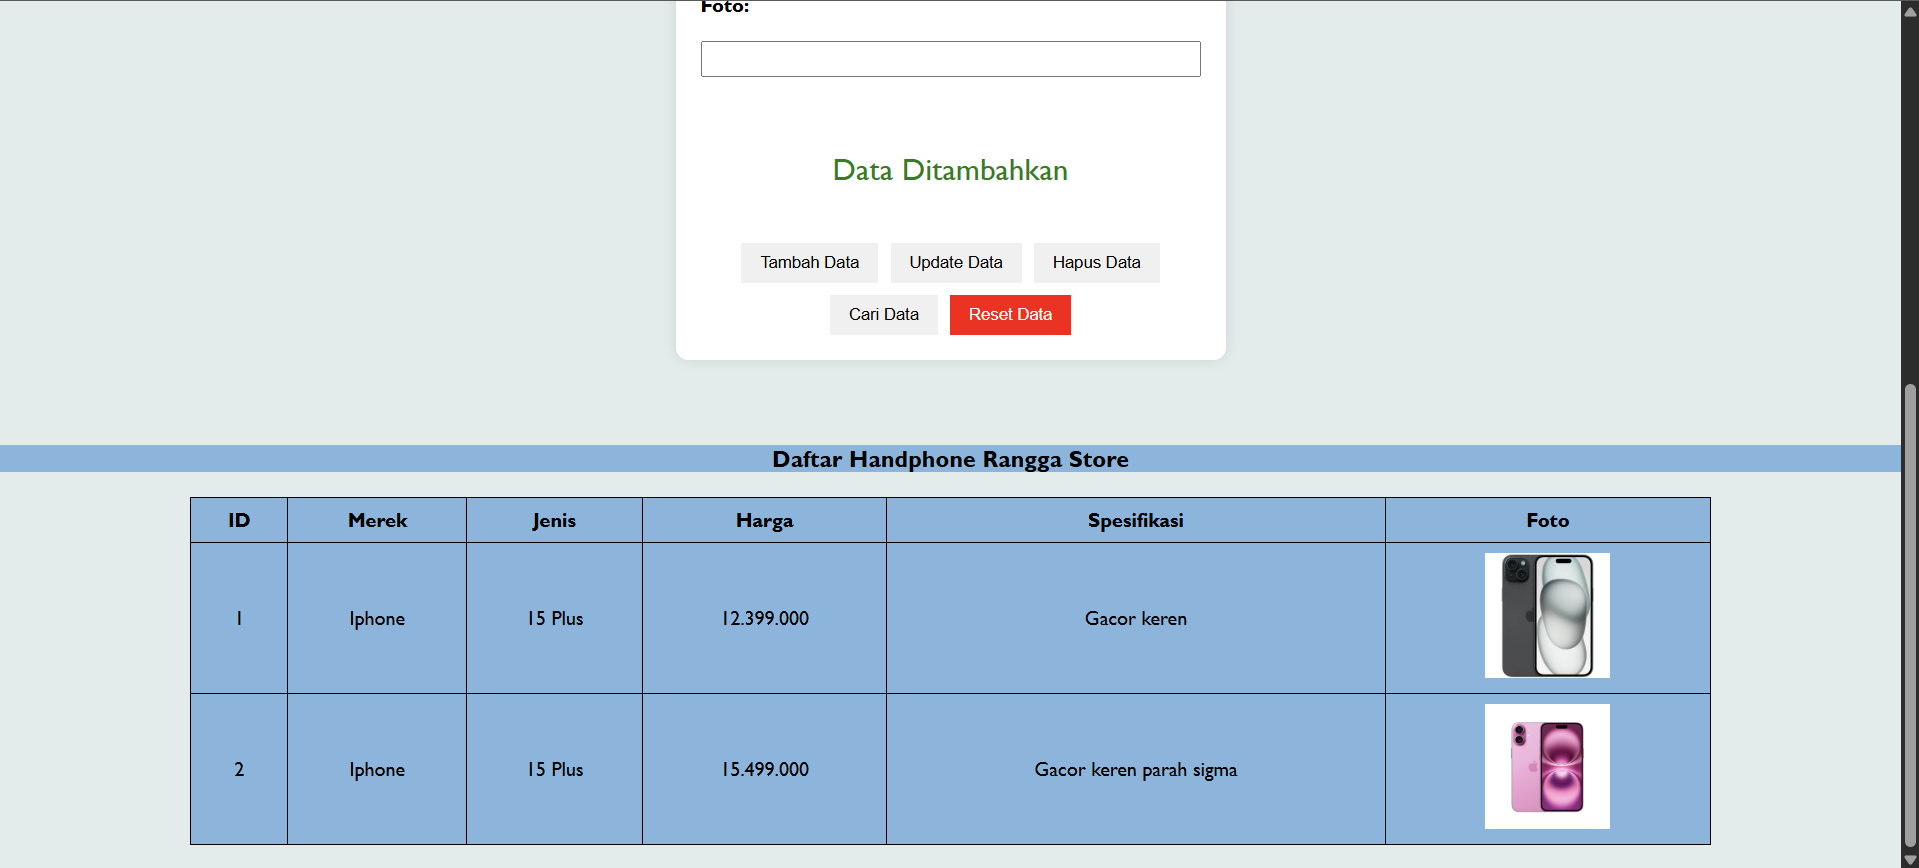 Foto:
Data Ditambahkan
Tambah Data Update Data Hapus Data
Cari Data Reset Data
Daftar Handphone Rangga Store
ID Merek Jenis Harga Spesifikasi Foto
1 Iphone 15 Plus 12.399.000 Gacor keren
2 Iphone 15 Plus 15.499.000 Gacor keren parah sigma